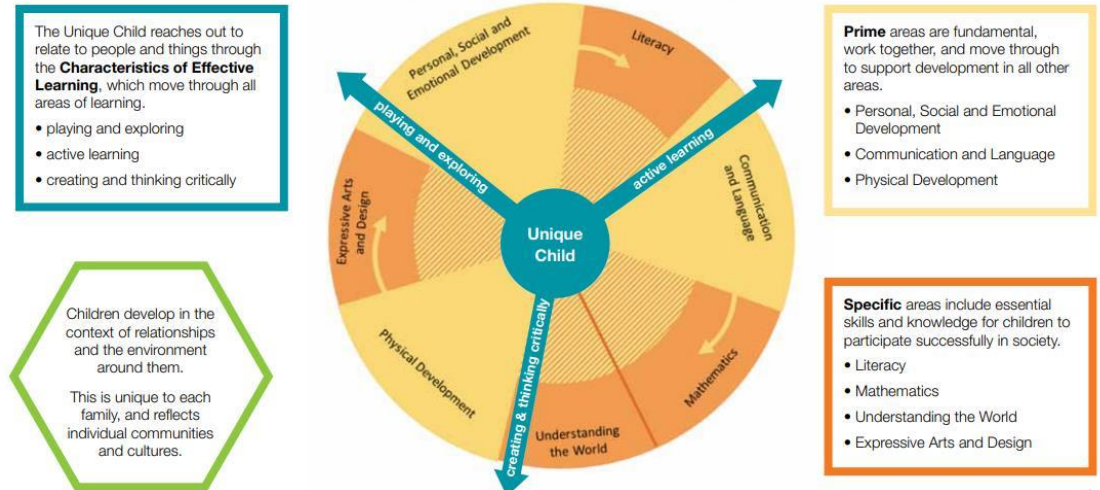 The Unique Child reaches out to
relate to people and things through
the Characteristics of Effective
Learning, which move through all
areas of learning.
• playing and exploring
• active learning
• creating and thinking critically
Children develop in the
context of relationships
and the environment
around them.
This is unique to each
family, and reflects
individual communities
and cultures.
Personal, Social and
Emotional Development
Literacy
playing and exploring
active learning
Communication
and Language
Expressive Arts
and Design
Unique
Child
Physical Development
creating & thinking critically
Mathematics
Understanding
the World
Prime areas are fundamental,
work together, and move through
to support development in all other
areas.
• Personal, Social and Emotional
Development
• Communication and Language
• Physical Development
Specific areas include essential
skills and knowledge for children to
participate successfully in society.
• Literacy
• Mathematics
• Understanding the World
• Expressive Arts and Design